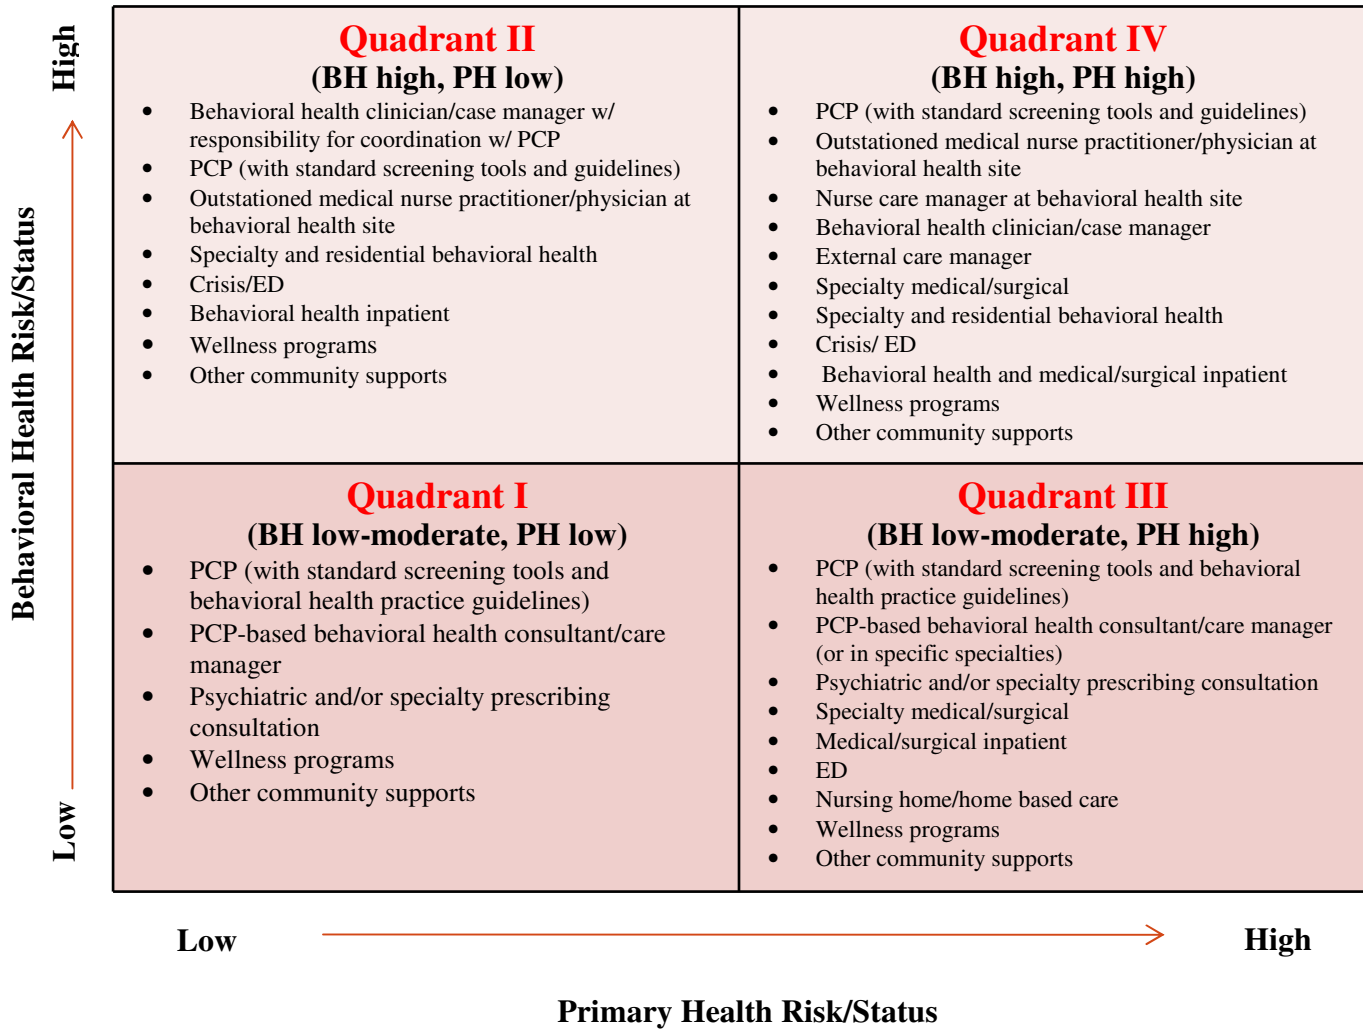 High
Behavioral Health Risk/Status
Low
Quadrant II
(BH high, PH low)
• Behavioral health clinician/case manager w/
responsibility for coordination w/ PCP
• PCP (with standard screening tools and guidelines)
• Outstationed medical nurse practitioner/physician at
behavioral health site
• Specialty and residential behavioral health
• Crisis/ED
• Behavioral health inpatient
• Wellness programs
• Other community supports
Quadrant IV
(BH high, PH high)
• PCP (with standard screening tools and guidelines)
• Outstationed medical nurse practitioner/physician at
behavioral health site
• Nurse care manager at behavioral health site
• Behavioral health clinician/case manager
• External care manager
• Specialty medical/surgical
• Specialty and residential behavioral health
• Crisis/ ED
• Behavioral health and medical/surgical inpatient
• Wellness programs
• Other community supports
Quadrant I
(BH low-moderate, PH low)
• PCP (with standard screening tools and
behavioral health practice guidelines)
• PCP-based behavioral health consultant/care
manager
• Psychiatric and/or specialty prescribing
consultation
• Wellness programs
• Other community supports
Quadrant III
(BH low-moderate, PH high)
• PCP (with standard screening tools and behavioral
health practice guidelines)
• PCP-based behavioral health consultant/care manager
(or in specific specialties)
• Psychiatric and/or specialty prescribing consultation
• Specialty medical/surgical
• Medical/surgical inpatient
• ED
• Nursing home/home based care
• Wellness programs
• Other community supports
Low
High
Primary Health Risk/Status